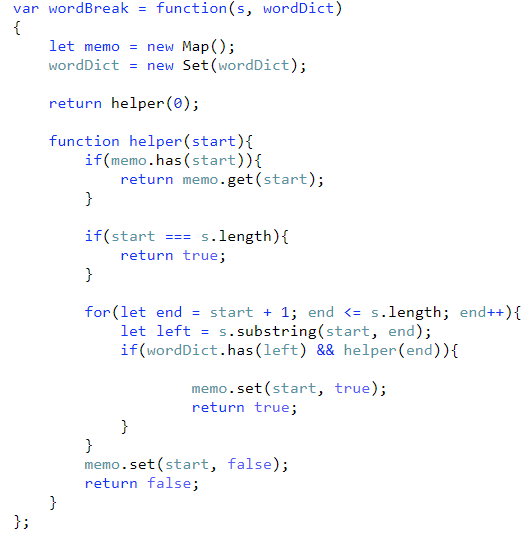 var wordBreak = function(s, wordDict)
{
    let memo = new Map();
    wordDict = new Set(wordDict);

    return helper(0);

    function helper(start){
        if(memo.has(start)){
            return memo.get(start);
        }

        if(start === s.length){
            return true;
        }

        for(let end = start + 1; end <= s.length; end++){
            let left = s.substring(start, end);
            if(wordDict.has(left) && helper(end)){

                    memo.set(start, true);
                    return true;
            }
        }
        memo.set(start, false);
        return false;
    }
};